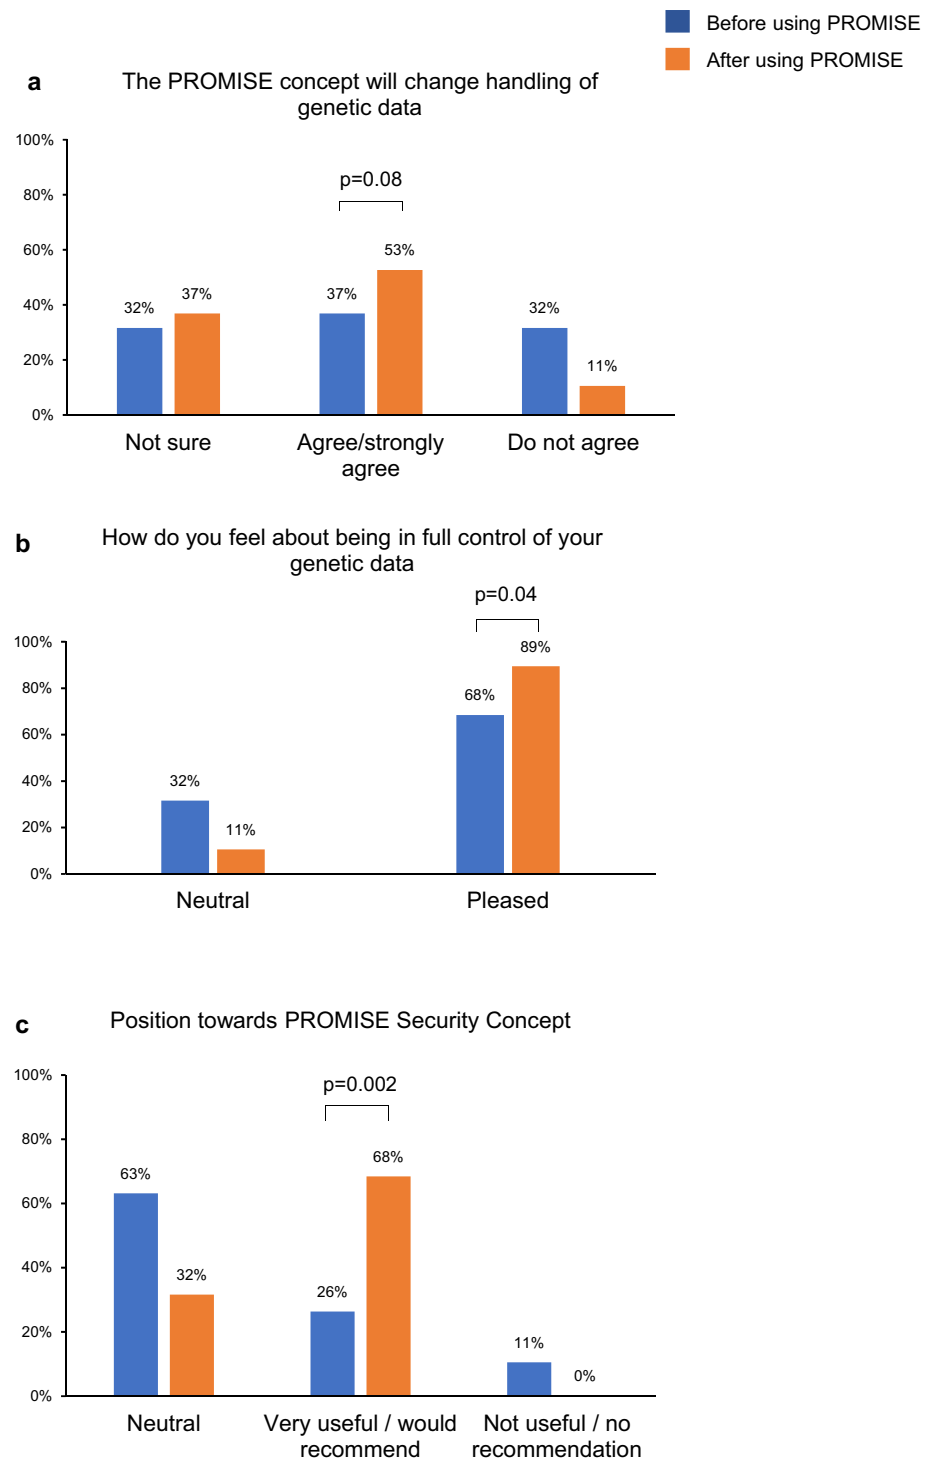 Before using PROMISE
After using PROMISE
a
The PROMISE concept will change handling of
genetic data
100%
80%
60%
40%
20%
0%
p=0.08
32%
37%
37%
53%
32%
11%
Not sure
Agree/strongly
agree
Do not agree
b
How do you feel about being in full control of your
genetic data
p=0.04
100%
80%
60%
40%
20%
0%
32%
11%
68%
89%
Neutral
Pleased
c
Position towards PROMISE Security Concept
100%
80%
60%
40%
20%
0%
p=0.002
63%
32%
26%
68%
11%
0%
Neutral
Very useful / would
recommend
Not useful / no
recommendation